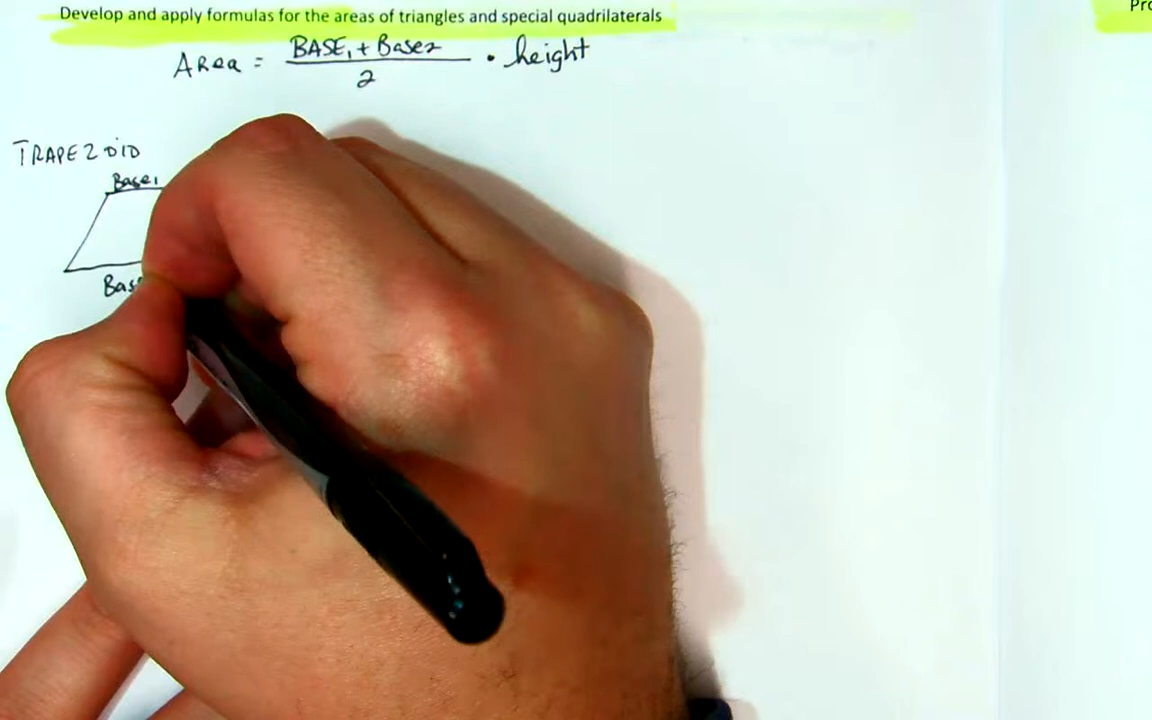 Develop and apply formulas for the areas of triangles and special quadrilaterals
Area = BASE1 + Base2
2
• height
TRAPEZOID
Base1
Bas